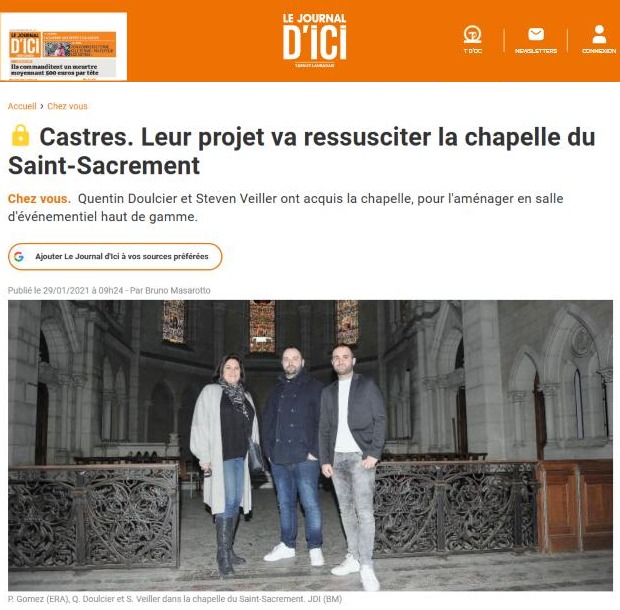 LE JOURNAL
D'ICI
Ils commanditent un meurtre
moyennant 500 euros par tête
LE JOURNAL
D'ICI
TARN ET LAURAGAIS
T D'OC
NEWSLETTERS
CONNEXION
Accueil > Chez vous
Castres. Leur projet va ressusciter la chapelle du
Saint-Sacrement
Chez vous. Quentin Doulcier et Steven Veiller ont acquis la chapelle, pour l'aménager en salle
d'événementiel haut de gamme.
Ajouter Le Journal d'Ici à vos sources préférées
Publié le 29/01/2021 à 09h24 - Par Bruno Masarotto
P. Gomez (ERA), Q. Doulcier et S. Veiller dans la chapelle du Saint-Sacrement. JDI (BM)